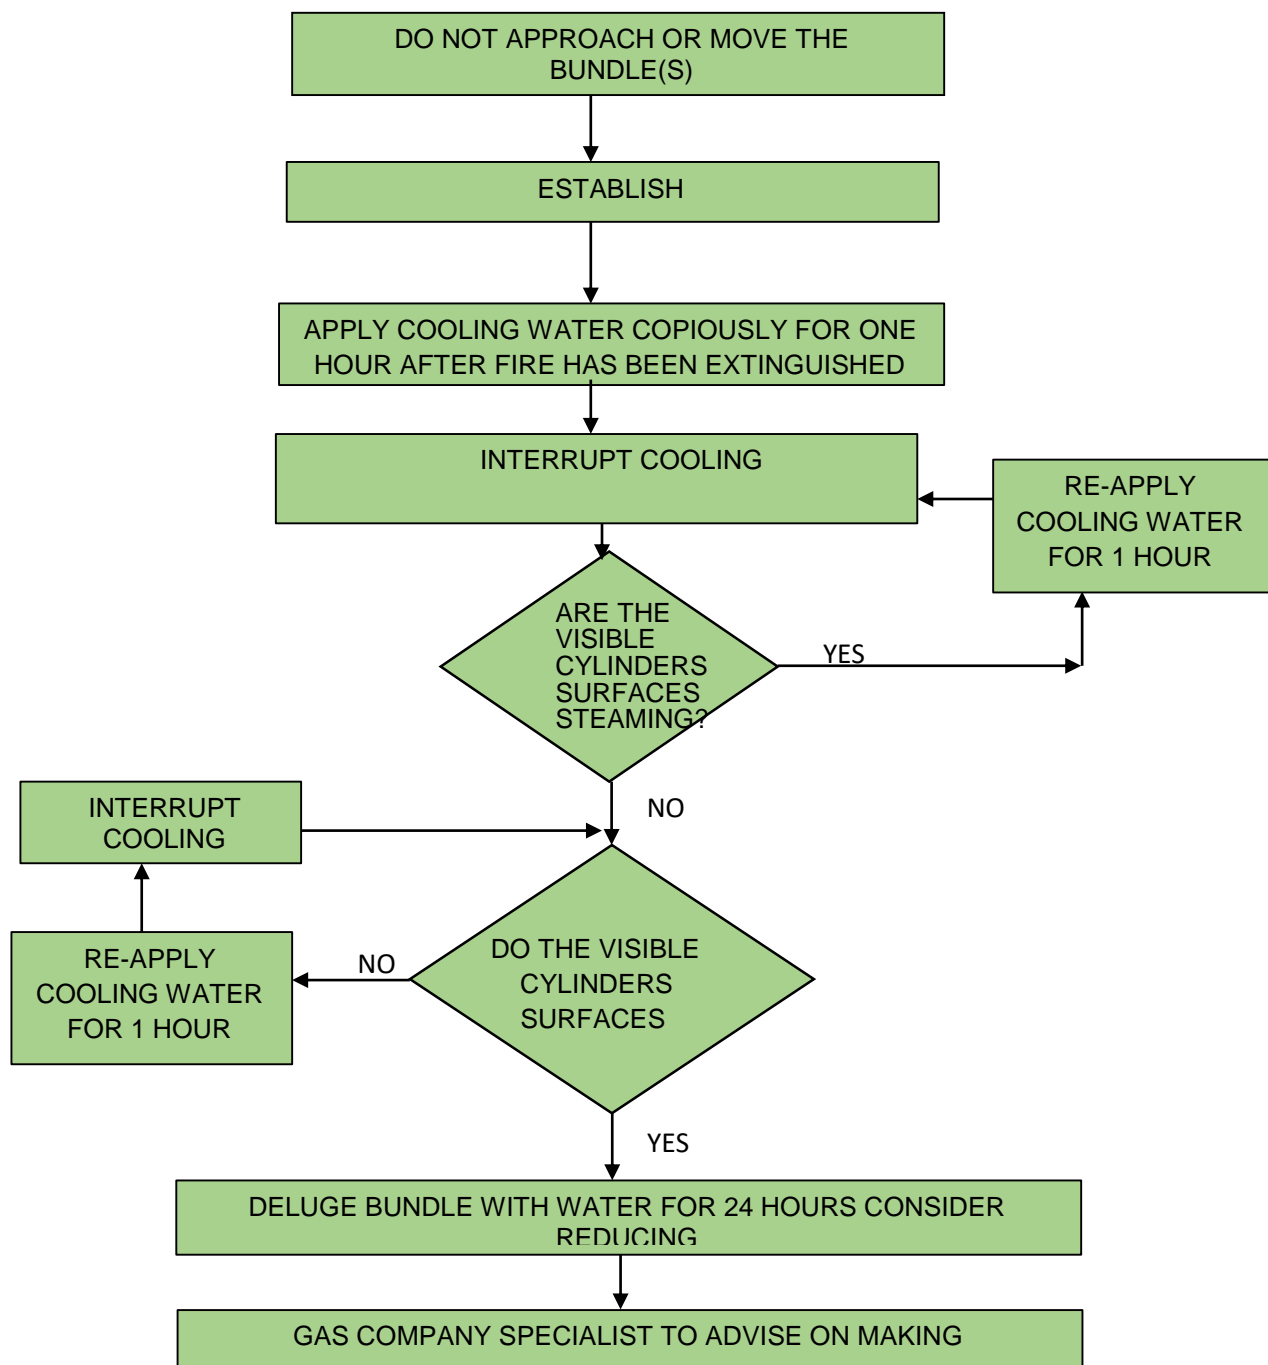 DO NOT APPROACH OR MOVE THE
BUNDLE(S)
ESTABLISH
APPLY COOLING WATER COPIOUSLY FOR ONE
HOUR AFTER FIRE HAS BEEN EXTINGUISHED
INTERRUPT COOLING
RE-APPLY
COOLING WATER
FOR 1 HOUR
ARE THE
VISIBLE
CYLINDERS
SURFACES
STEAMING?
YES
NO
INTERRUPT
COOLING
RE-APPLY
COOLING WATER
FOR 1 HOUR
NO
DO THE VISIBLE
CYLINDERS
SURFACES
YES
DELUGE BUNDLE WITH WATER FOR 24 HOURS CONSIDER
REDUCING
GAS COMPANY SPECIALIST TO ADVISE ON MAKING